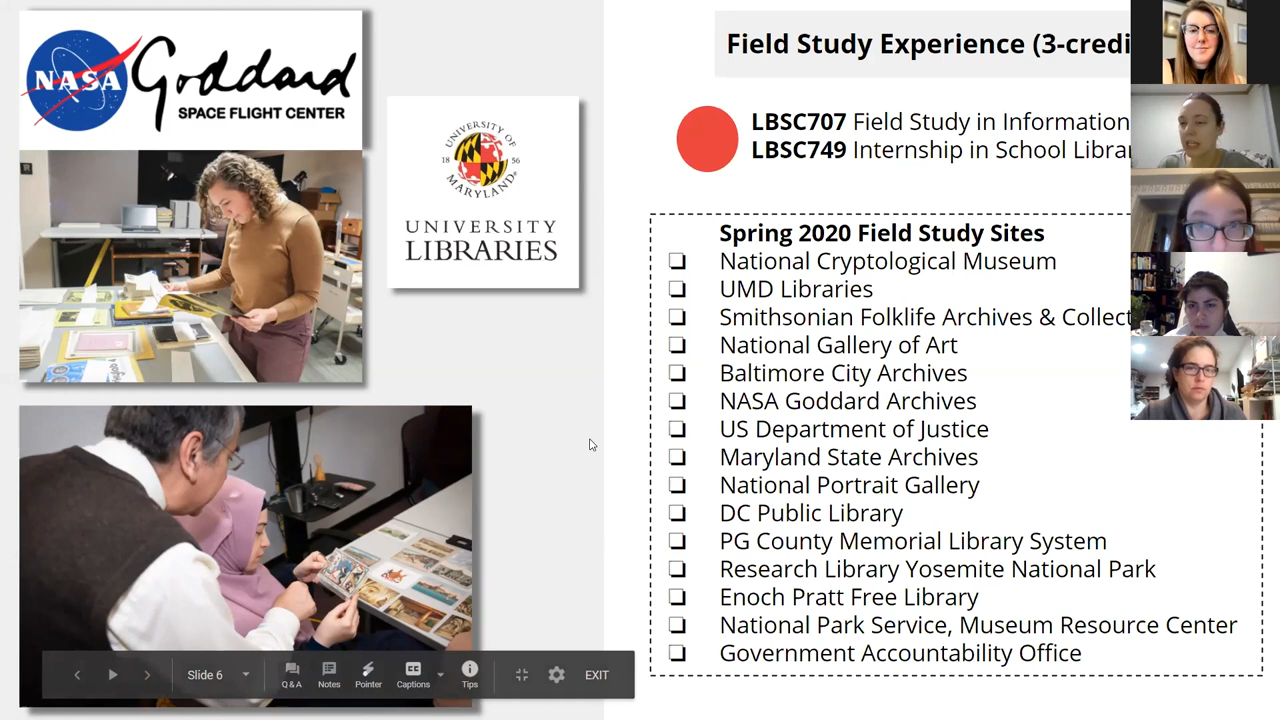 NASA
Goddard
SPACE FLIGHT CENTER
UNIVERSITY OF
18 56
MARYLAND
UNIVERSITY
LIBRARIES
Field Study Experience (3-credi
LBSC707 Field Study in Information
LBSC749 Internship in School Librar
Spring 2020 Field Study Sites
National Cryptological Museum
UMD Libraries
Smithsonian Folklife Archives & Collect
National Gallery of Art
Baltimore City Archives
NASA Goddard Archives
US Department of Justice
Maryland State Archives
National Portrait Gallery
DC Public Library
PG County Memorial Library System
Research Library Yosemite National Park
Enoch Pratt Free Library
National Park Service, Museum Resource Center
Government Accountability Office
Slide 6
Q & A
Notes
Pointer
CC
Captions
Tips
EXIT